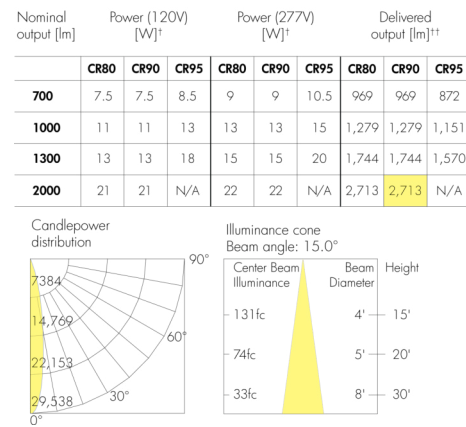 Nominal output [lm] Power (120V) [W]† Power (277V) [W]† Delivered output [lm]††
CR80 CR90 CR95 CR80 CR90 CR95 CR80 CR90 CR95
700 7.5 7.5 8.5 9 9 10.5 969 969 872
1000 11 11 13 13 13 15 1,279 1,279 1,151
1300 13 13 18 15 15 20 1,744 1,744 1,570
2000 21 21 N/A 22 22 N/A 2,713 2,713 N/A
Candlepower
distribution
90°
7384
14,769
60°
22,153
30°
29,538
0°
Illuminance cone
Beam angle: 15.0°
Center Beam Beam Height
Illuminance Diameter
131fc 4' 15'
74fc 5' 20'
33fc 8' 30'